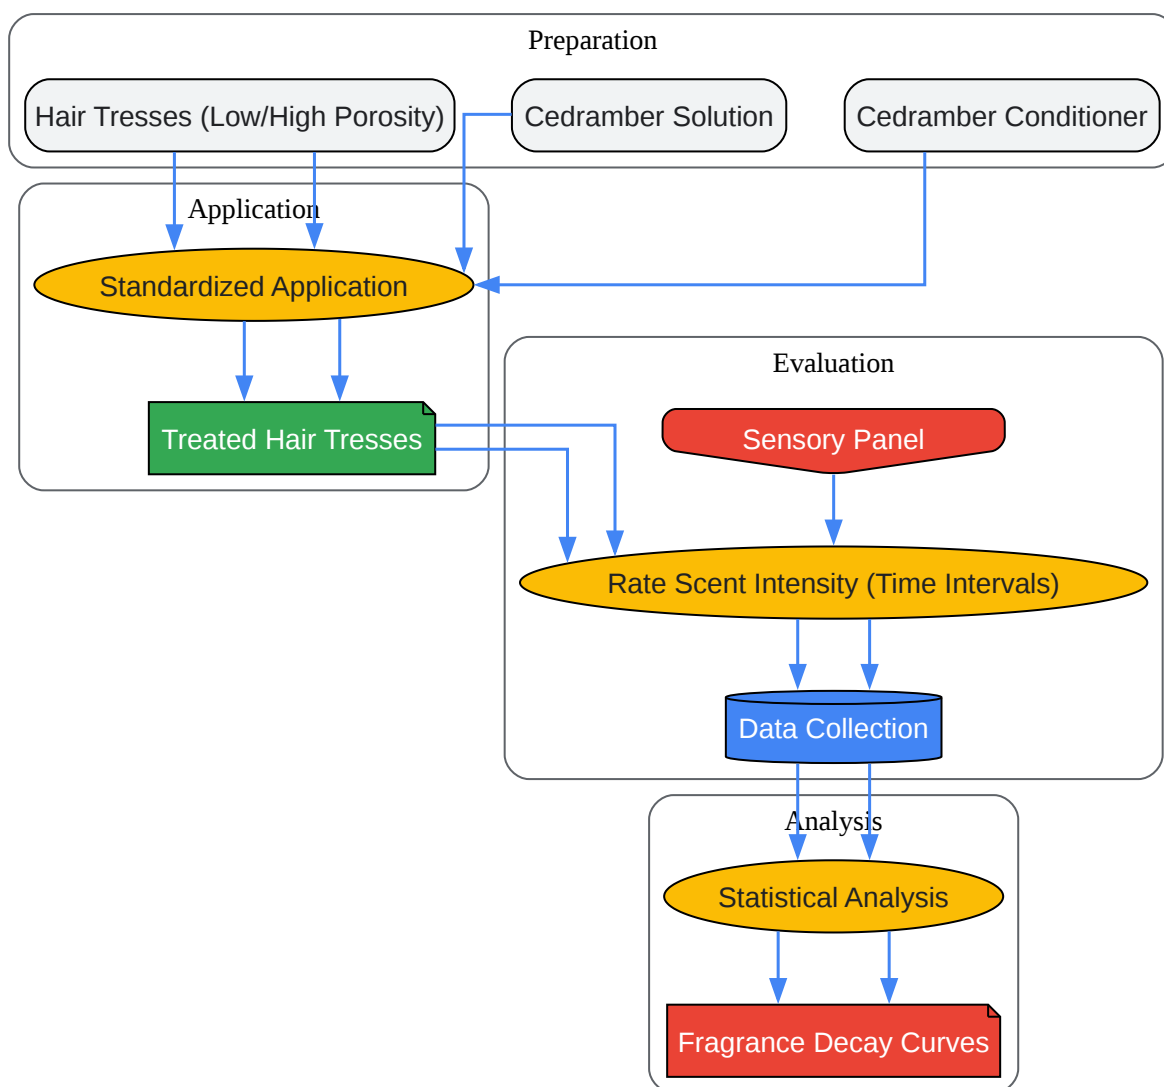 Preparation
Hair Tresses (Low/High Porosity)
Cedramber Solution
Cedramber Conditioner
Application
Standardized Application
Treated Hair Tresses
Evaluation
Sensory Panel
Rate Scent Intensity (Time Intervals)
Data Collection
Analysis
Statistical Analysis
Fragrance Decay Curves